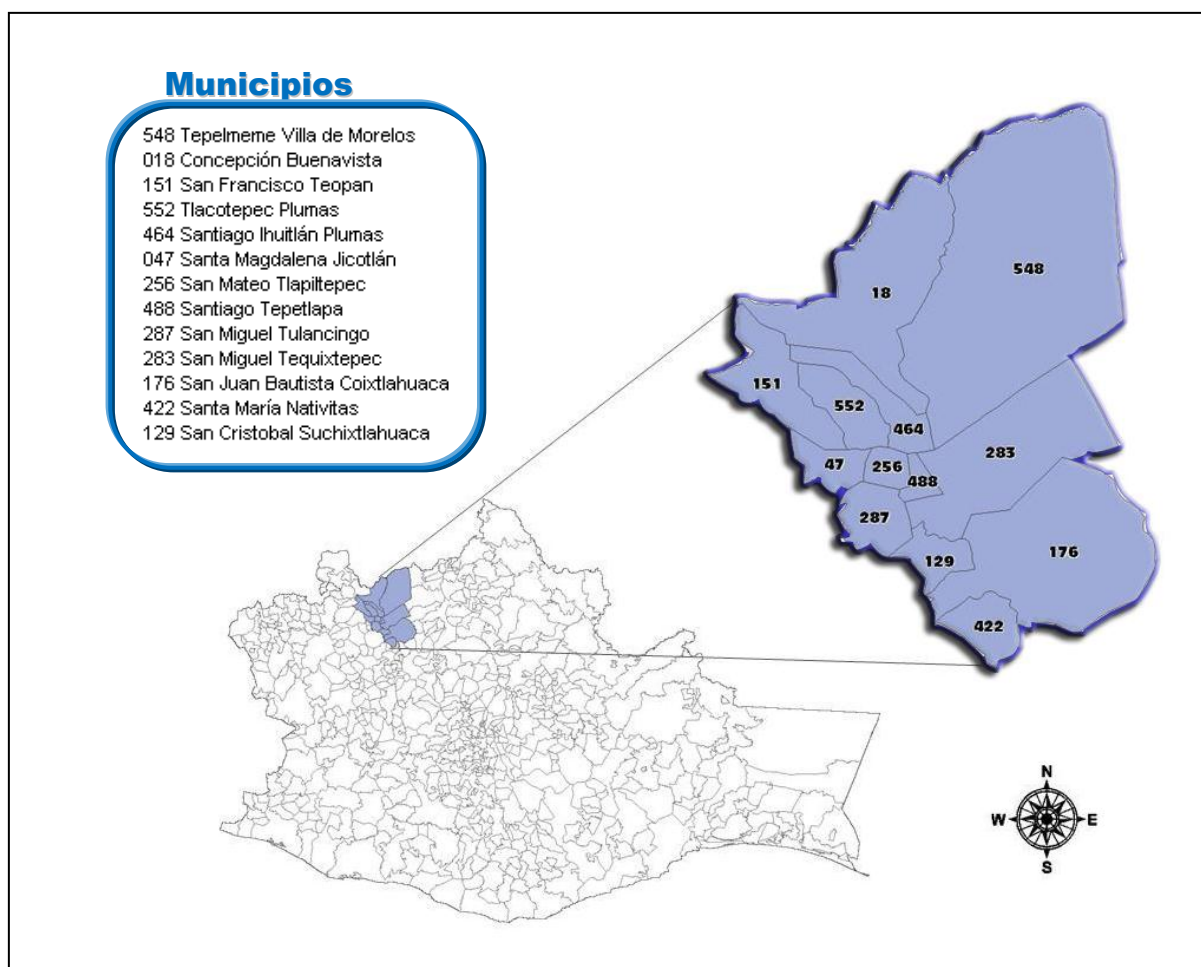 Municipios
548 Tepelmeme Villa de Morelos
018 Concepción Buenavista
151 San Francisco Teopan
552 Tlacotepec Plumas
464 Santiago Ihuitlán Plumas
047 Santa Magdalena Jicotlán
256 San Mateo Tlapiltepec
488 Santiago Tepetlapa
287 San Miguel Tulancingo
283 San Miguel Tequixtepec
176 San Juan Bautista Coixtlahuaca
422 Santa María Nativitas
129 San Cristobal Suchixtlahuaca
548
18
151
552
464
283
47
256
488
287
176
129
422
N
W
E
S